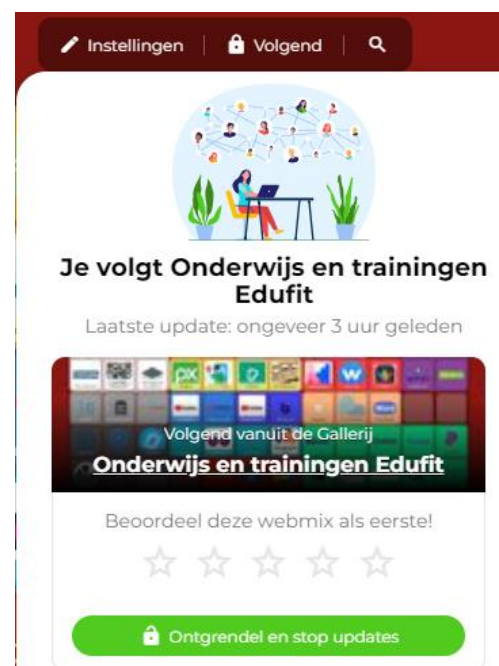 Instellingen
Volgend
Je volgt Onderwijs en trainingen
Edufit
Laatste update: ongeveer 3 uur geleden
px
W
Volgend vanuit de Gallerij
Onderwijs en trainingen Edufit
Beoordeel deze webmix als eerste!
Ontgrendel en stop updates